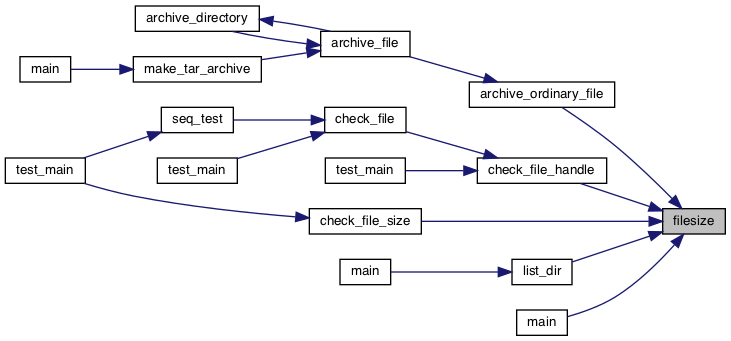 archive_directory
archive_file
main
make_tar_archive
archive_ordinary_file
seq_test
check_file
test_main
test_main
test_main
check_file_handle
check_file_size
filesize
main
list_dir
main